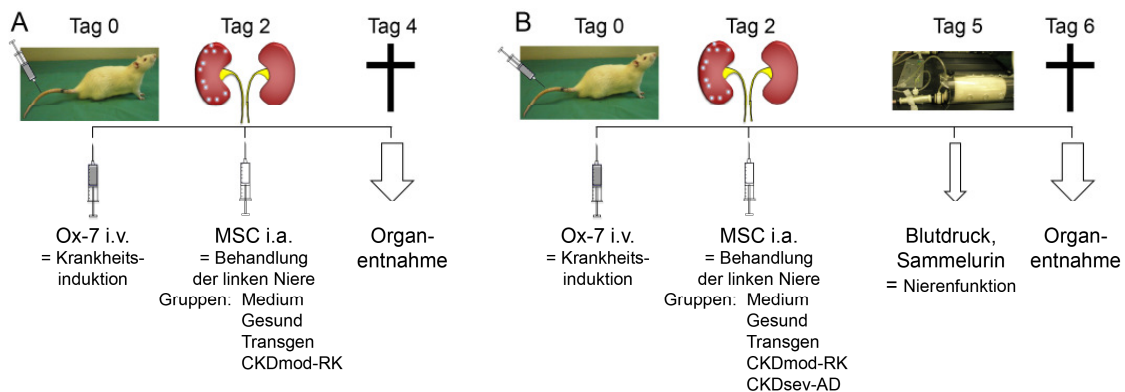 A
Tag 0
Tag 2
Tag 4
Ox-7 i.v.
= Krankheits-
induktion
MSC i.a.
= Behandlung
der linken Niere
Gruppen: Medium
Gesund
Transgen
CKDmod-RK
Organ-
entnahme
B
Tag 0
Tag 2
Tag 5
Tag 6
Ox-7 i.v.
= Krankheits-
induktion
MSC i.a.
= Behandlung
der linken Niere
Gruppen: Medium
Gesund
Transgen
CKDmod-RK
CKDsev-AD
Blutdruck,
Sammelurin
= Nierenfunktion
Organ-
entnahme